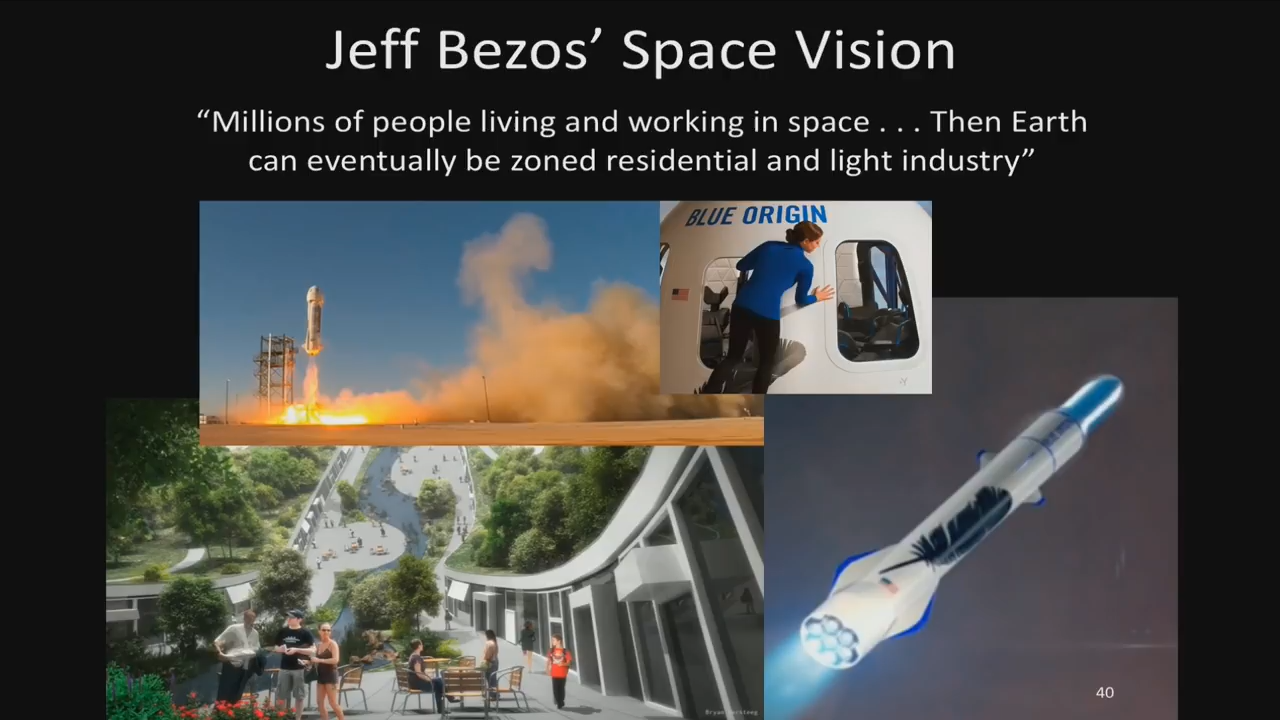 Jeff Bezos’ Space Vision
“Millions of people living and working in space . . . Then Earth
can eventually be zoned residential and light industry”
BLUE ORIGIN
40